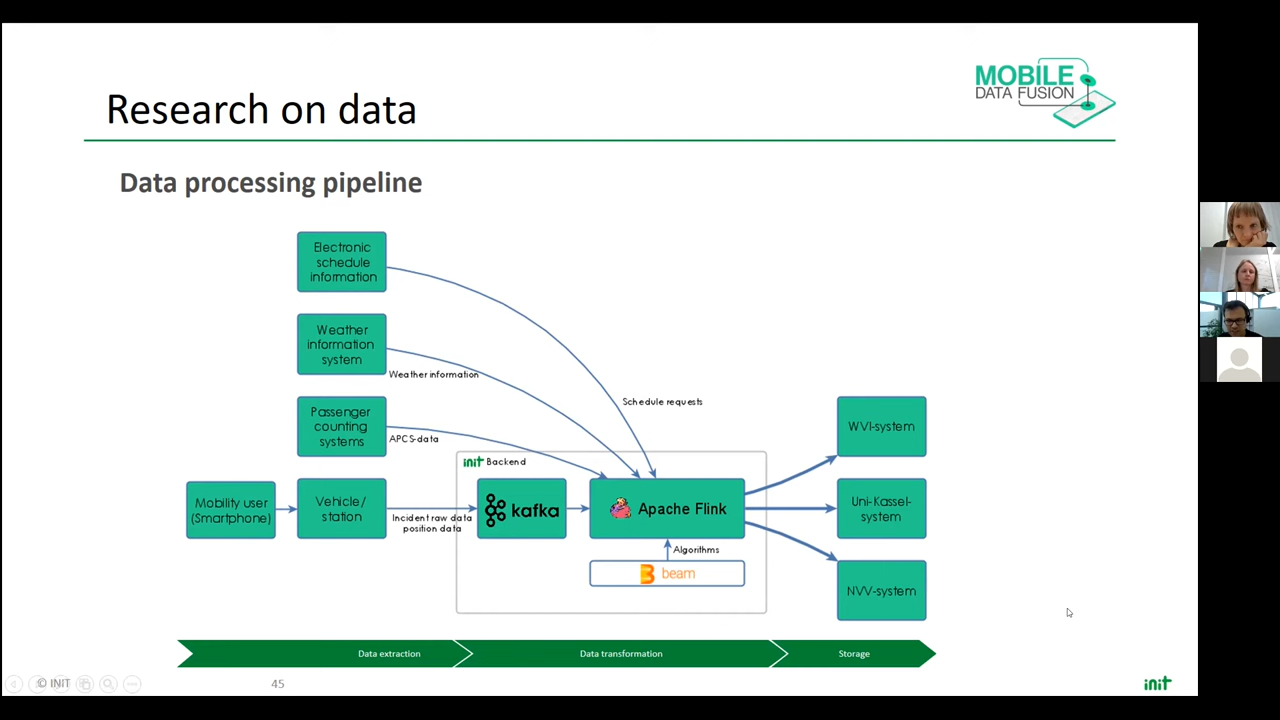 MOBILE
DATA FUSION
Research on data
Data processing pipeline
Electronic
schedule
information
Weather
information
system
Weather information
Schedule requests
Passenger
counting
systems
APCS-data
WVI-system
init Backend
Mobility user
(Smartphone)
Vehicle/
station
Incident raw data
position data
kafka
Apache Flink
Uni-Kassel-
system
Algorithms
beam
NVV-system
Data extraction
Data transformation
Storage
© INIT
45
init